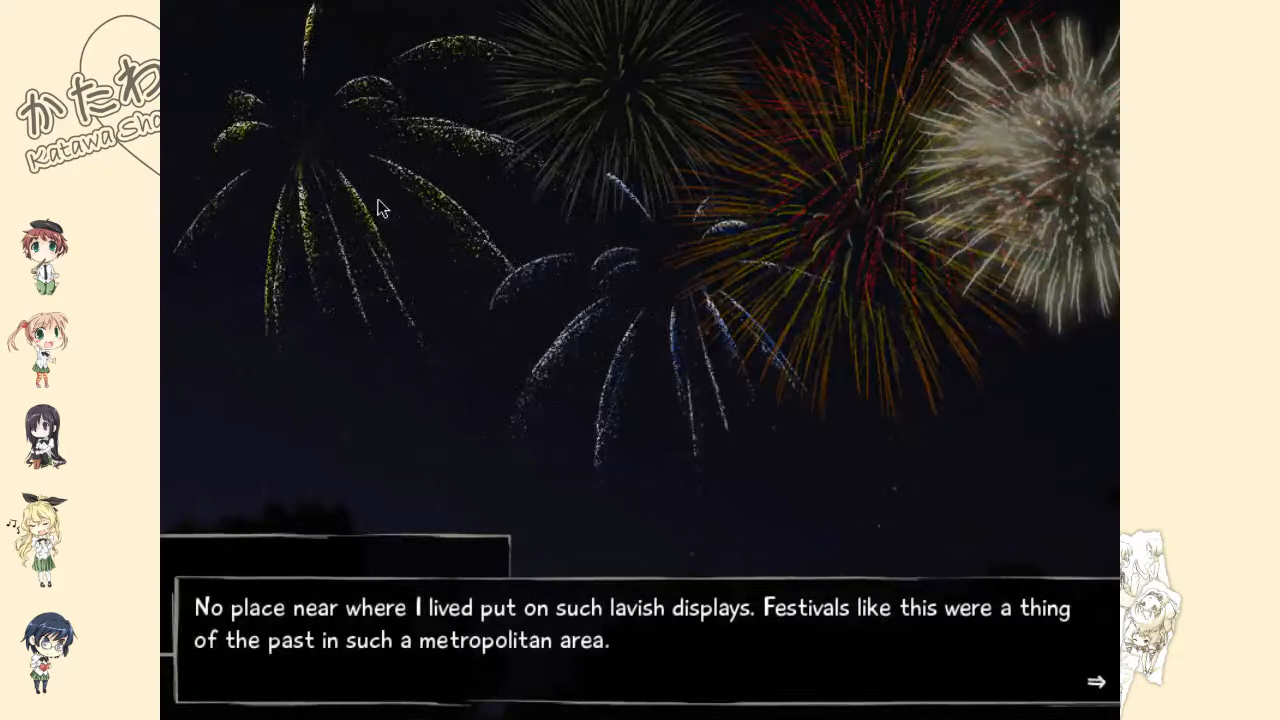 かたわ
Katawa Sho
No place near where I lived put on such lavish displays. Festivals like this were a thing
of the past in such a metropolitan area.